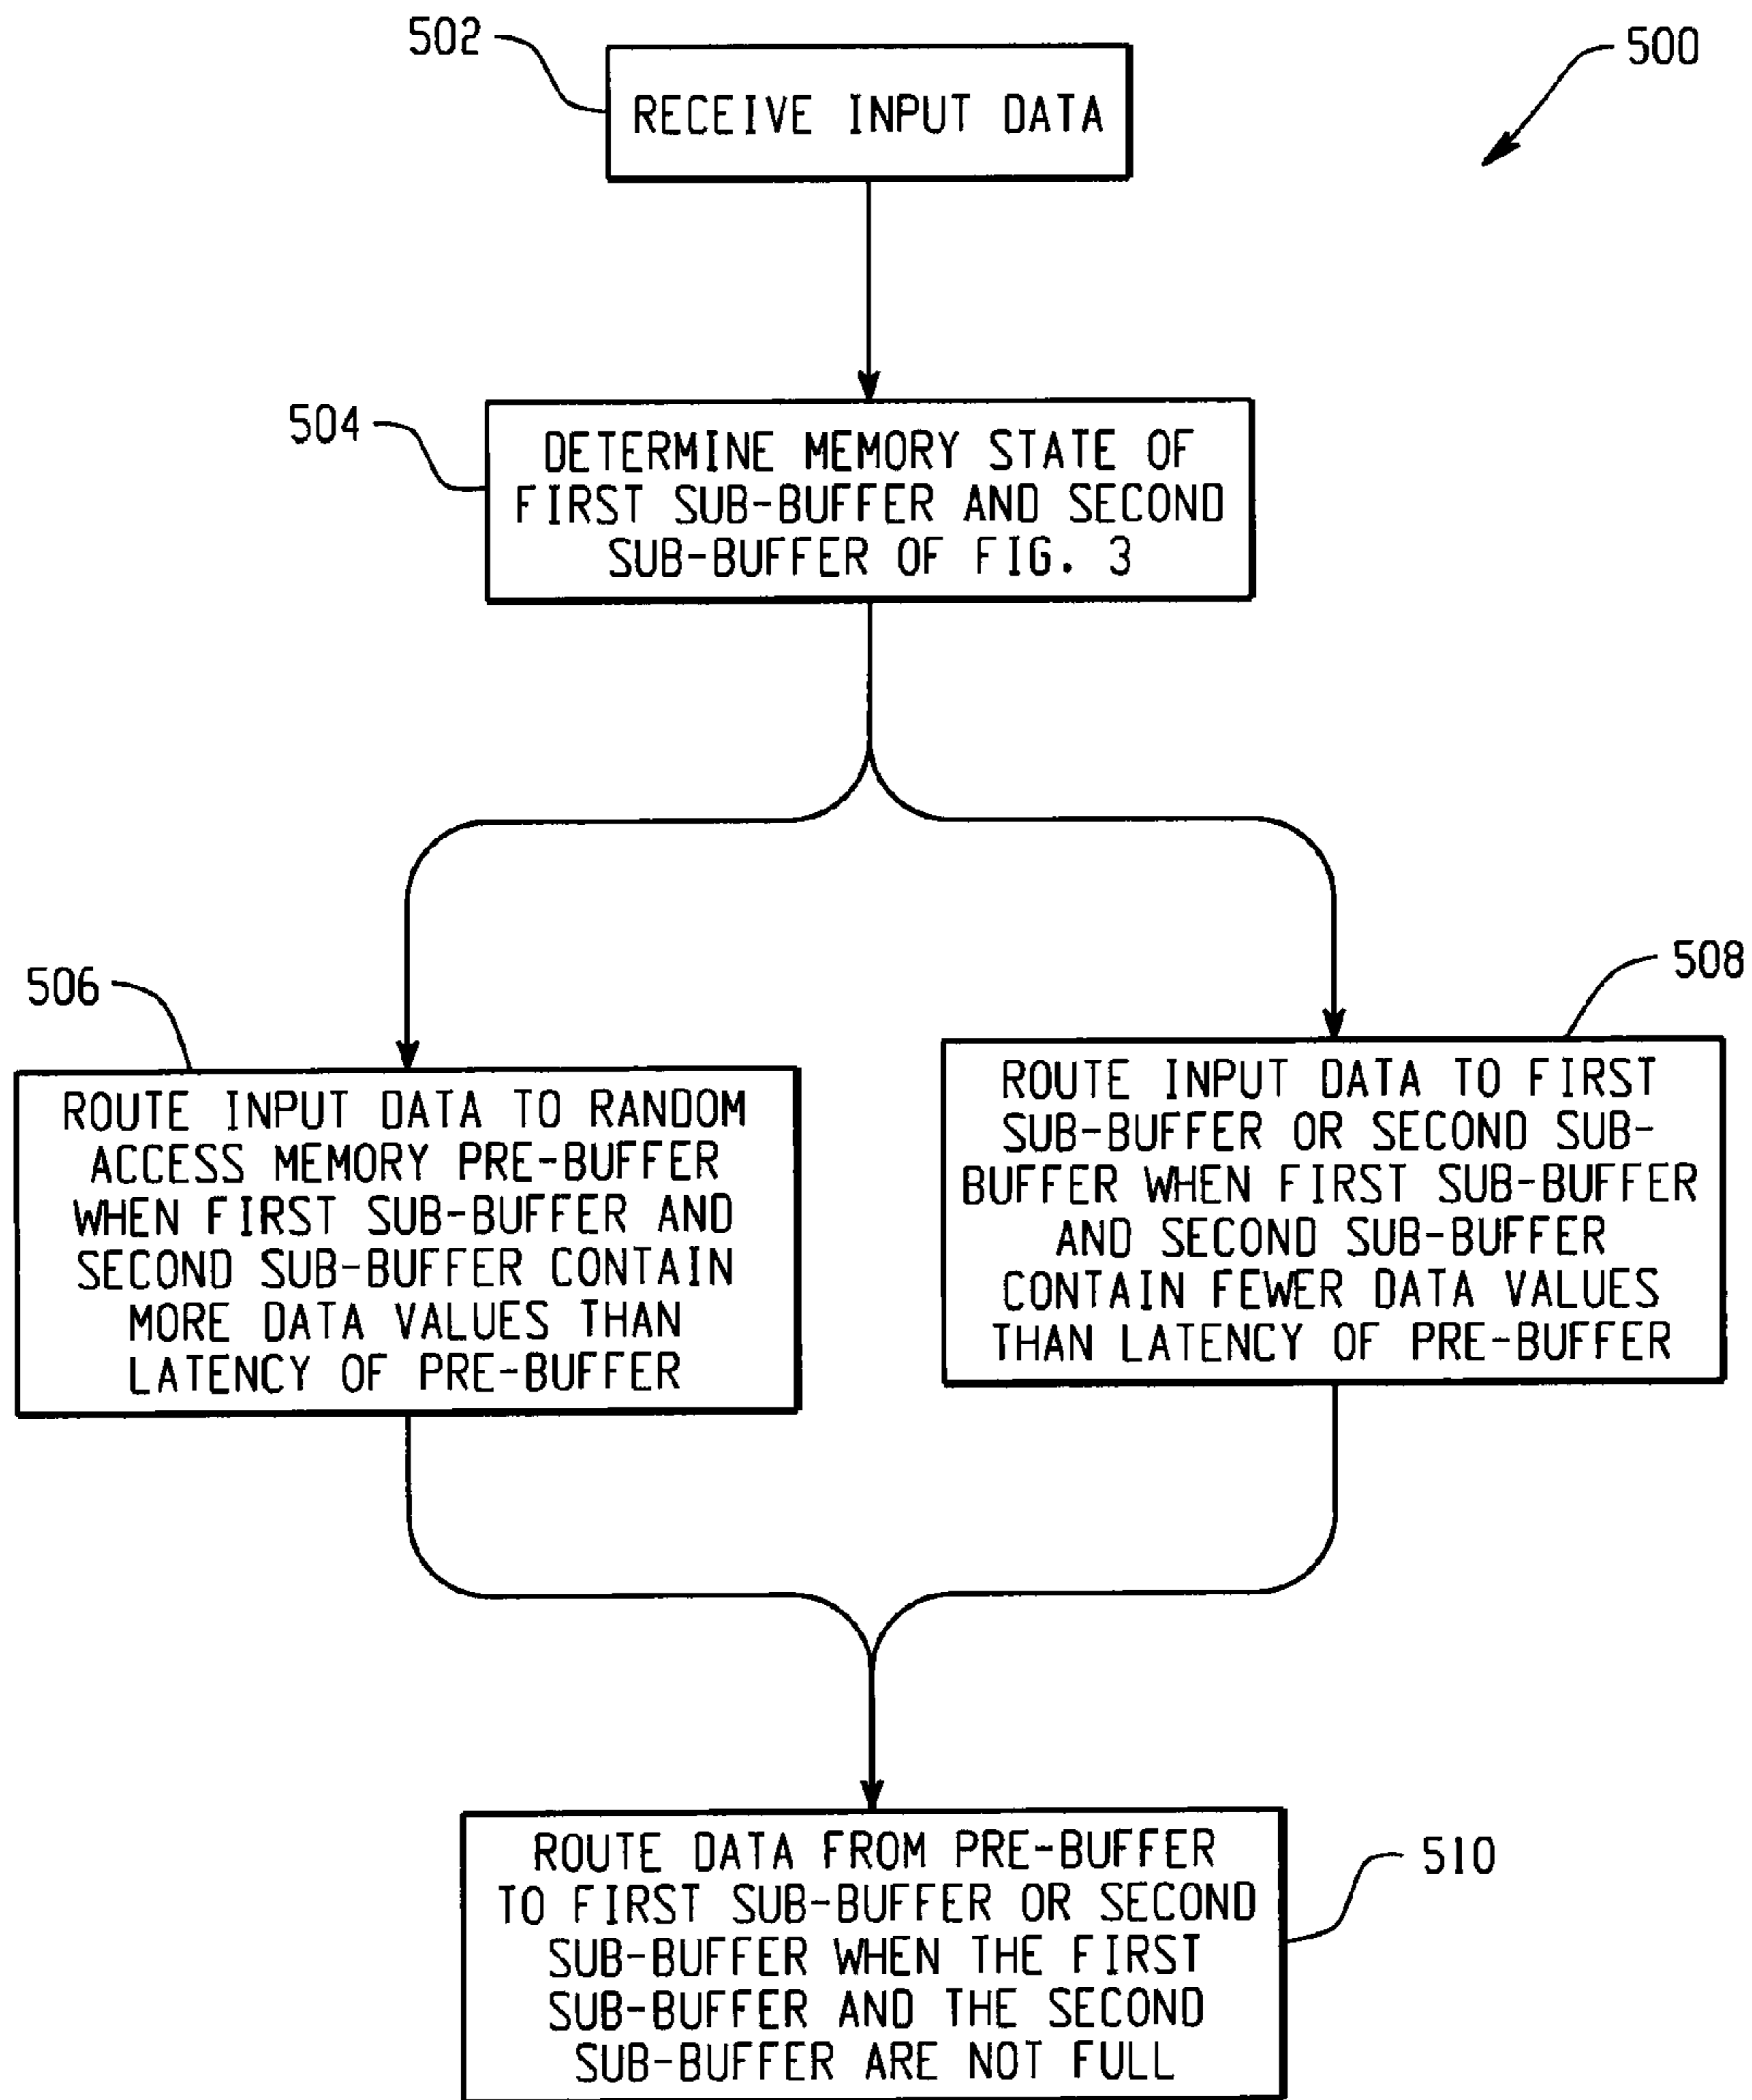 502
500
RECEIVE INPUT DATA
504
DETERMINE MEMORY STATE OF
FIRST SUB-BUFFER AND SECOND
SUB-BUFFER OF FIG. 3
506
508
ROUTE INPUT DATA TO RANDOM
ACCESS MEMORY PRE-BUFFER
WHEN FIRST SUB-BUFFER AND
SECOND SUB-BUFFER CONTAIN
MORE DATA VALUES THAN
LATENCY OF PRE-BUFFER
ROUTE INPUT DATA TO FIRST
SUB-BUFFER OR SECOND SUB-
BUFFER WHEN FIRST SUB-BUFFER
AND SECOND SUB-BUFFER
CONTAIN FEWER DATA VALUES
THAN LATENCY OF PRE-BUFFER
ROUTE DATA FROM PRE-BUFFER
TO FIRST SUB-BUFFER OR SECOND
SUB-BUFFER WHEN THE FIRST
SUB-BUFFER AND THE SECOND
SUB-BUFFER ARE NOT FULL
510